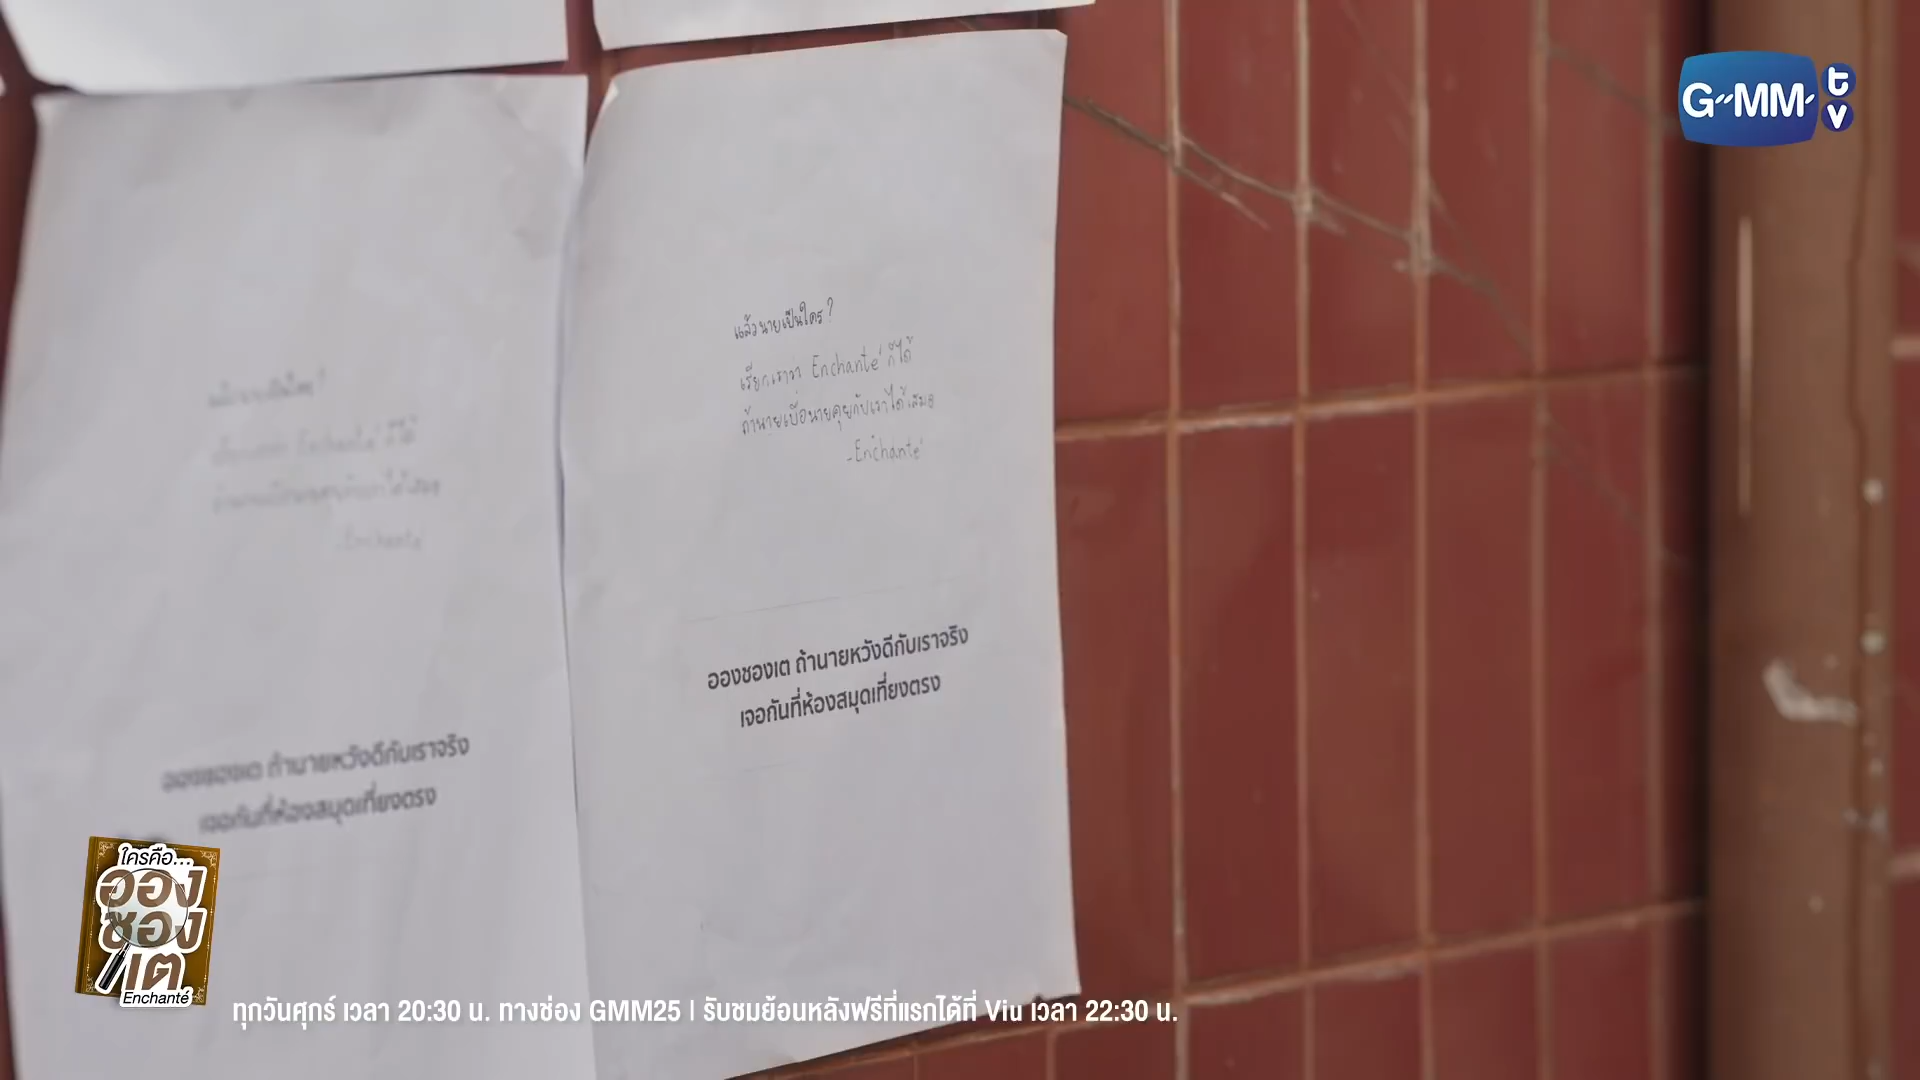 GMM tv
แล้วนายเป็นใคร?
เรียกเราว่า Enchanté ก็ได้
ถ้านายเบื่อนายคุยกับเราได้เสมอ
-Enchanté
อองชองเต ถ้านายหวังดีกับเราจริง
เจอกันที่ห้องสมุดเที่ยงตรง
Enchanté ก็ได้
-Enchanté
อองชองเต ถ้านายหวังดีกับเราจริง
เจอกันที่ห้องสมุดเที่ยงตรง
ใครคือ...
ออง
ชอง
เต
Enchanté
ทุกวันศุกร์ เวลา 20:30 น. ทางช่อง GMM25 | รับชมย้อนหลังฟรีที่แรกได้ที่ Viu เวลา 22:30 น.